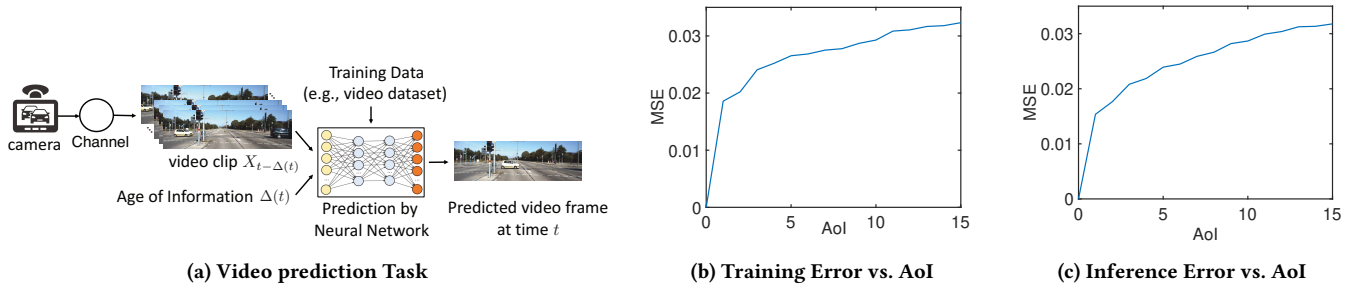 camera
Channel
video clip X_{t−Δ(t)}
Age of Information Δ(t)
Training Data
(e.g., video dataset)
Prediction by
Neural Network
Predicted video frame
at time t
(a) Video prediction Task
MSE
0.03
0.02
0.01
0
0 5 10 15
AoI
(b) Training Error vs. AoI
MSE
0.03
0.02
0.01
0
0 5 10 15
AoI
(c) Inference Error vs. AoI